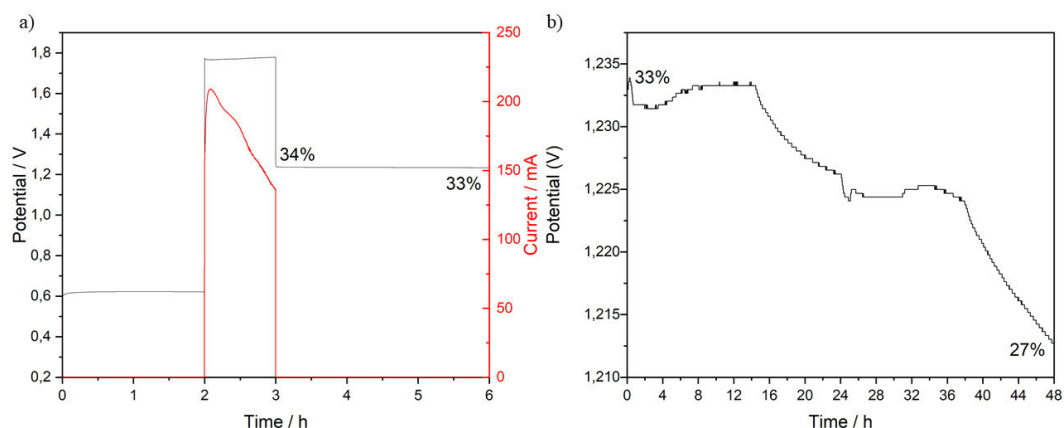 a)
250
1,8
1,6
200
1,4
34%
150
1,2
33%
1,0
100
0,8
0,6
50
0,4
0,2
0
0 1 2 3 4 5 6
Potential / V
Current / mA
Time / h
b)
1,235
33%
1,230
1,225
1,220
1,215
27%
1,210
0 4 8 12 16 20 24 28 32 36 40 44 48
Potential (V)
Time / h